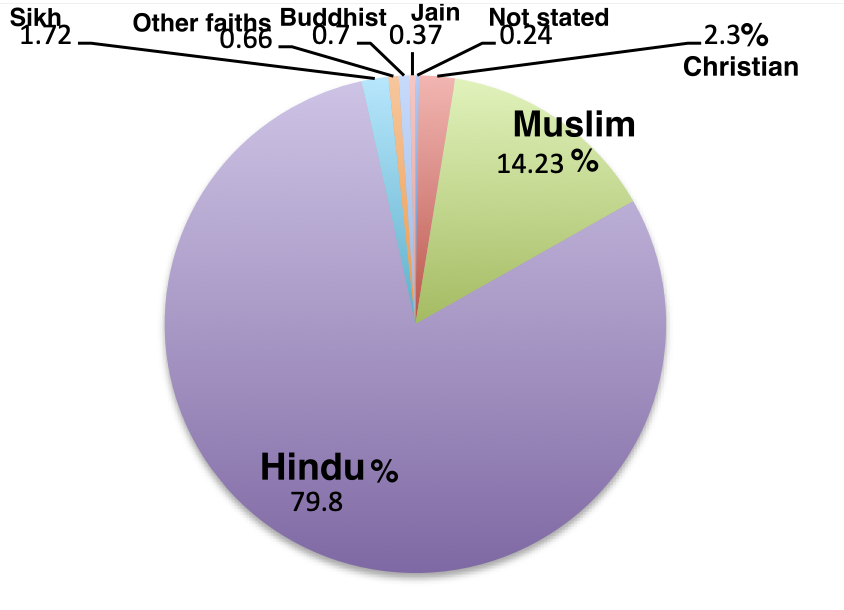 Sikh
1.72
Other faiths
0.66
Buddhist
0.7
Jain
0.37
Not stated
0.24
2.3%
Christian
Muslim
14.23 %
Hindu %
79.8